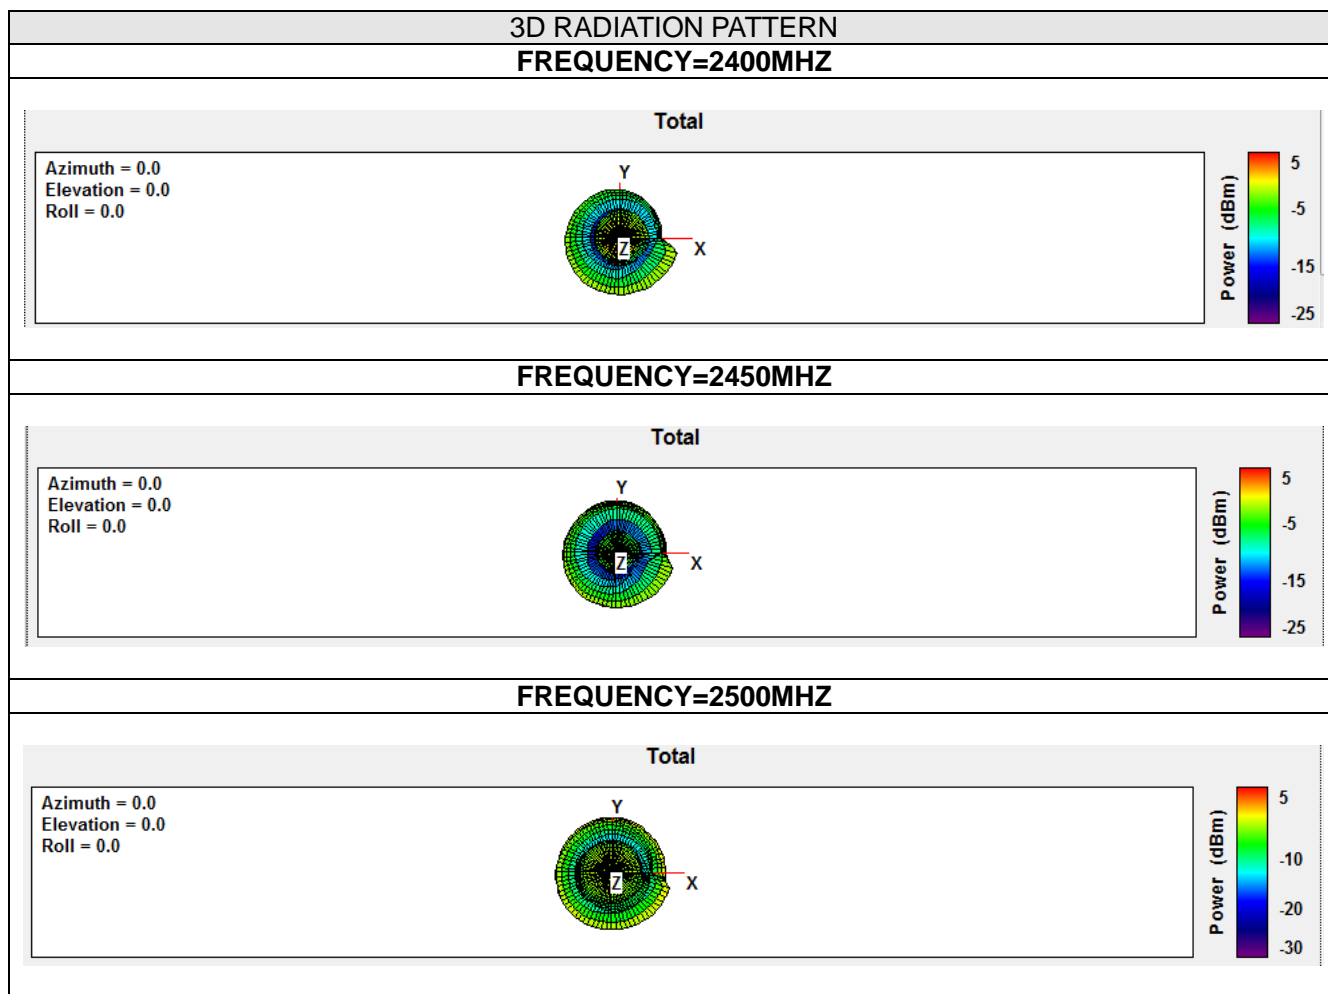 3D RADIATION PATTERN
FREQUENCY=2400MHZ
Total
Azimuth = 0.0
Elevation = 0.0
Roll = 0.0
Y
Z
X
Power (dBm)
5
-5
-15
-25
FREQUENCY=2450MHZ
Total
Azimuth = 0.0
Elevation = 0.0
Roll = 0.0
Y
Z
X
Power (dBm)
5
-5
-15
-25
FREQUENCY=2500MHZ
Total
Azimuth = 0.0
Elevation = 0.0
Roll = 0.0
Y
Z
X
Power (dBm)
5
-10
-20
-30